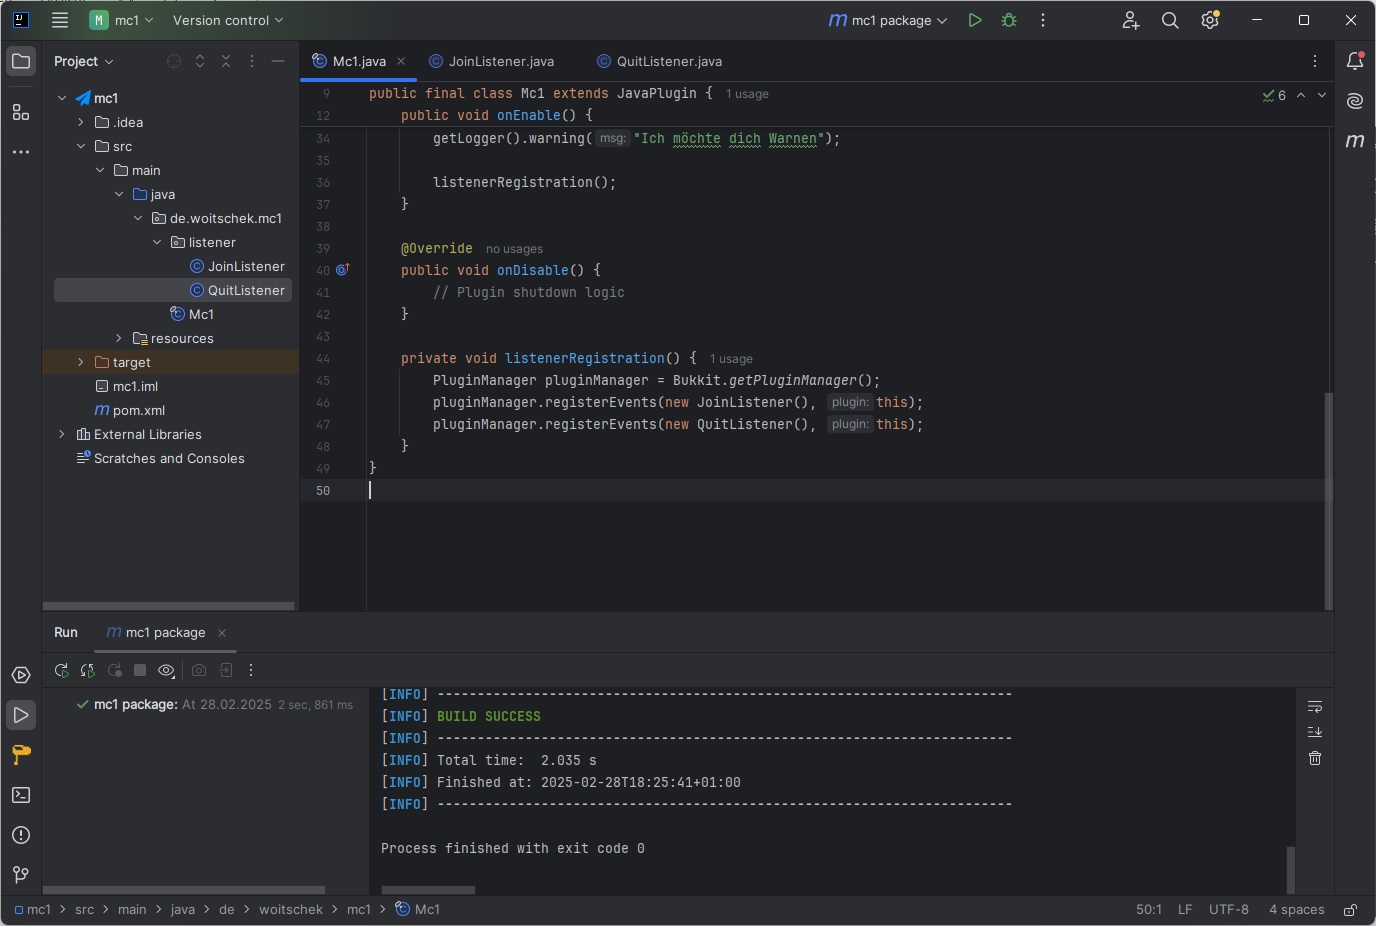 M mc1 Version control
m mc1 package
Project
Mc1.java JoinListener.java QuitListener.java
mc1
.idea
src
main
java
de.woitschek.mc1
listener
JoinListener
QuitListener
Mc1
resources
target
mc1.iml
m pom.xml
External Libraries
Scratches and Consoles
9 public final class Mc1 extends JavaPlugin { 1 usage
6
12 public void onEnable() {
34 getLogger().warning( msg: "Ich möchte dich Warnen");
35
36 listenerRegistration();
37 }
38
39 @Override no usages
40 public void onDisable() {
41 // Plugin shutdown logic
42 }
43
44 private void listenerRegistration() { 1 usage
45 PluginManager pluginManager = Bukkit.getPluginManager();
46 pluginManager.registerEvents(new JoinListener(), plugin: this);
47 pluginManager.registerEvents(new QuitListener(), plugin: this);
48 }
49 }
50
Run m mc1 package
mc1 package: At 28.02.2025 2 sec, 861 ms
[INFO] ------------------------------------------------------------------------
[INFO] BUILD SUCCESS
[INFO] ------------------------------------------------------------------------
[INFO] Total time:  2.035 s
[INFO] Finished at: 2025-02-28T18:25:41+01:00
[INFO] ------------------------------------------------------------------------
Process finished with exit code 0
mc1 > src > main > java > de > woitschek > mc1 > Mc1
50:1 LF UTF-8 4 spaces